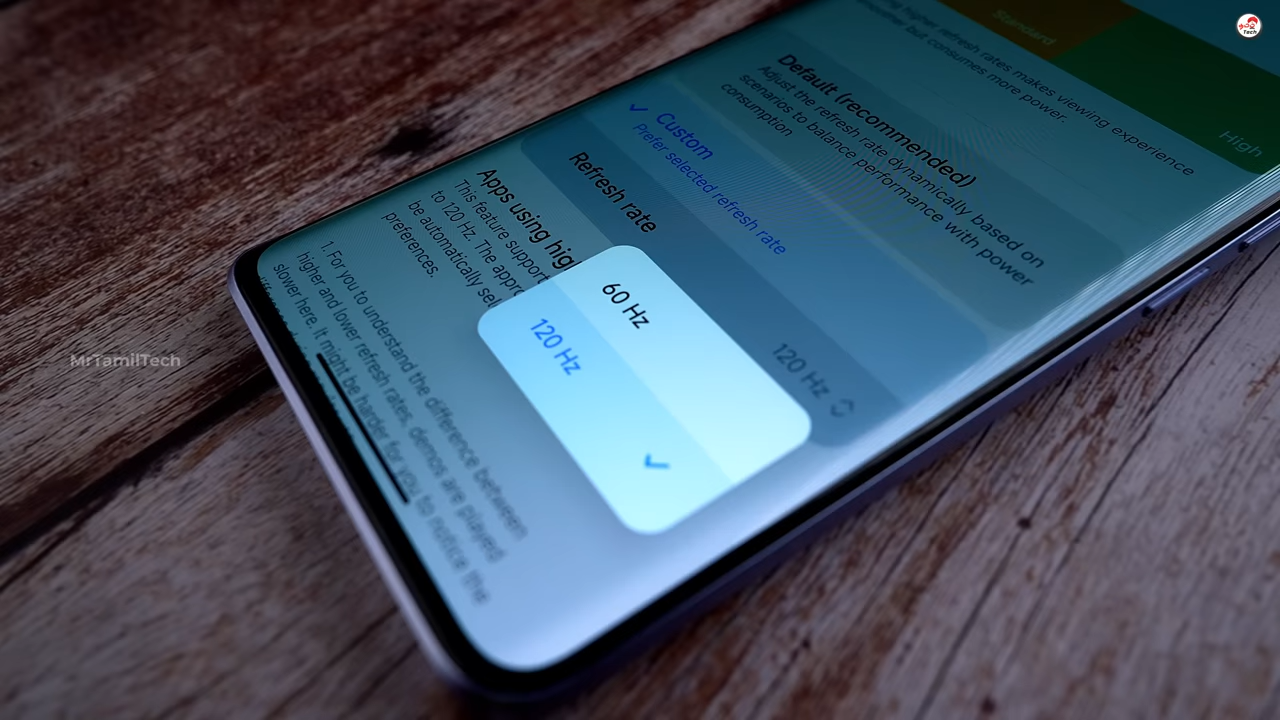 Standard
High
using higher refresh rates makes viewing experience
smoother but consumes more power.
Default (recommended)
Adjust the refresh rate dynamically based on
scenarios to balance performance with power
consumption
Custom
Prefer selected refresh rate
Refresh rate
120 Hz
60 Hz
120 Hz
Apps using hig
This feature support
to 120 Hz. The appr
be automatically sel
preferences.
1. For you to understand the difference between
higher and lower refresh rates, demos are played
slower here. It might be harder for you to notice the
MrTamilTech
Tech